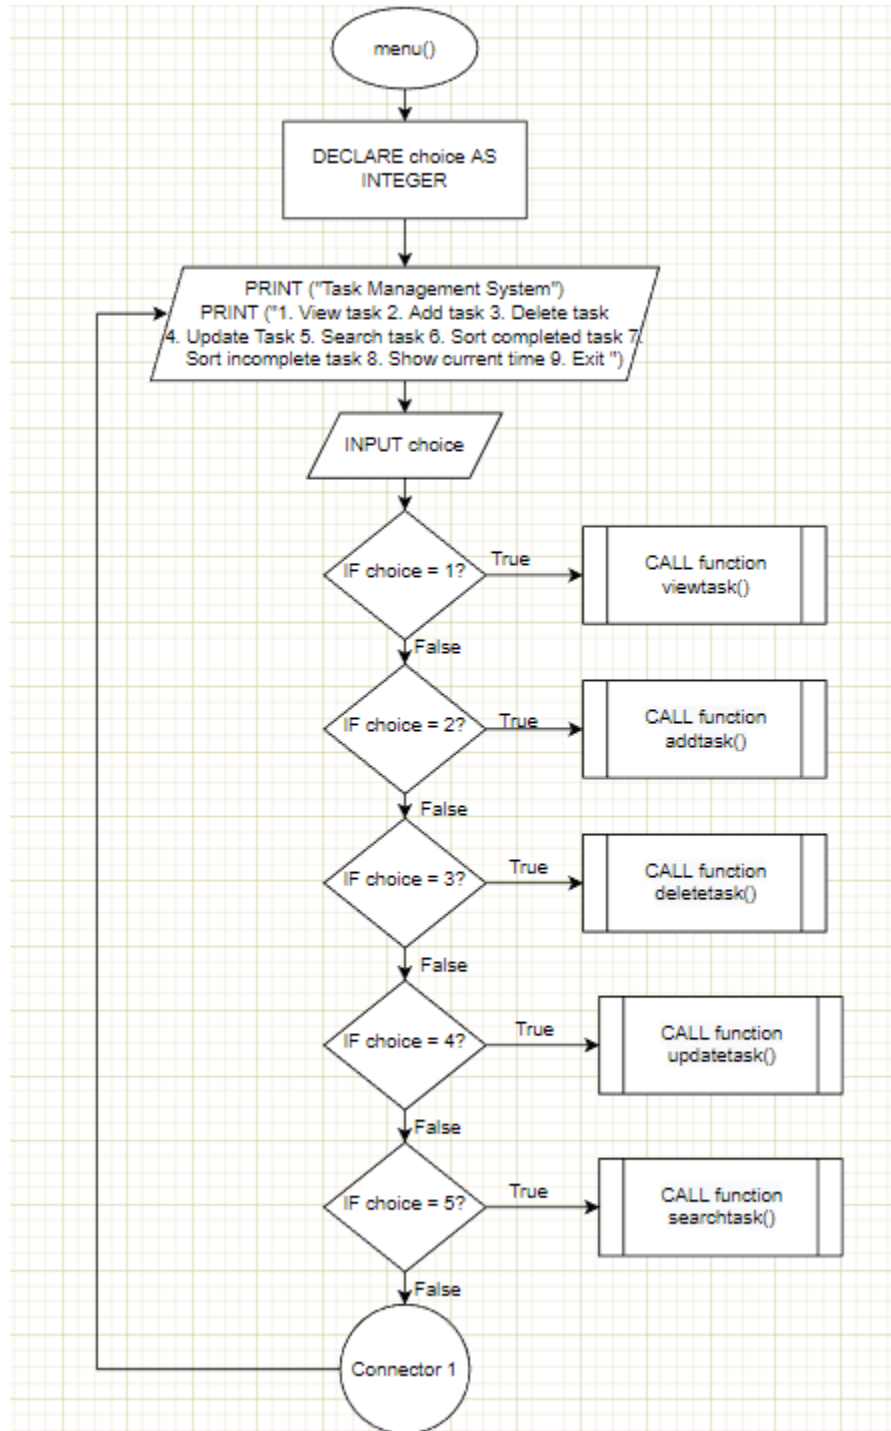 menu()
DECLARE choice AS
INTEGER
PRINT ("Task Management System")
PRINT ("1. View task 2. Add task 3. Delete task
4. Update Task 5. Search task 6. Sort completed task 7.
Sort incomplete task 8. Show current time 9. Exit ")
INPUT choice
IF choice = 1?
True
CALL function
viewtask()
False
IF choice = 2?
True
CALL function
addtask()
False
IF choice = 3?
True
CALL function
deletetask()
False
IF choice = 4?
True
CALL function
updatetask()
False
IF choice = 5?
True
CALL function
searchtask()
False
Connector 1